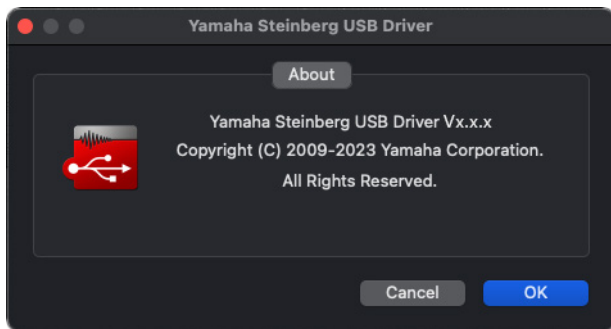 Yamaha Steinberg USB Driver
About
Yamaha Steinberg USB Driver Vx.x.x
Copyright (C) 2009-2023 Yamaha Corporation.
All Rights Reserved.
Cancel
OK